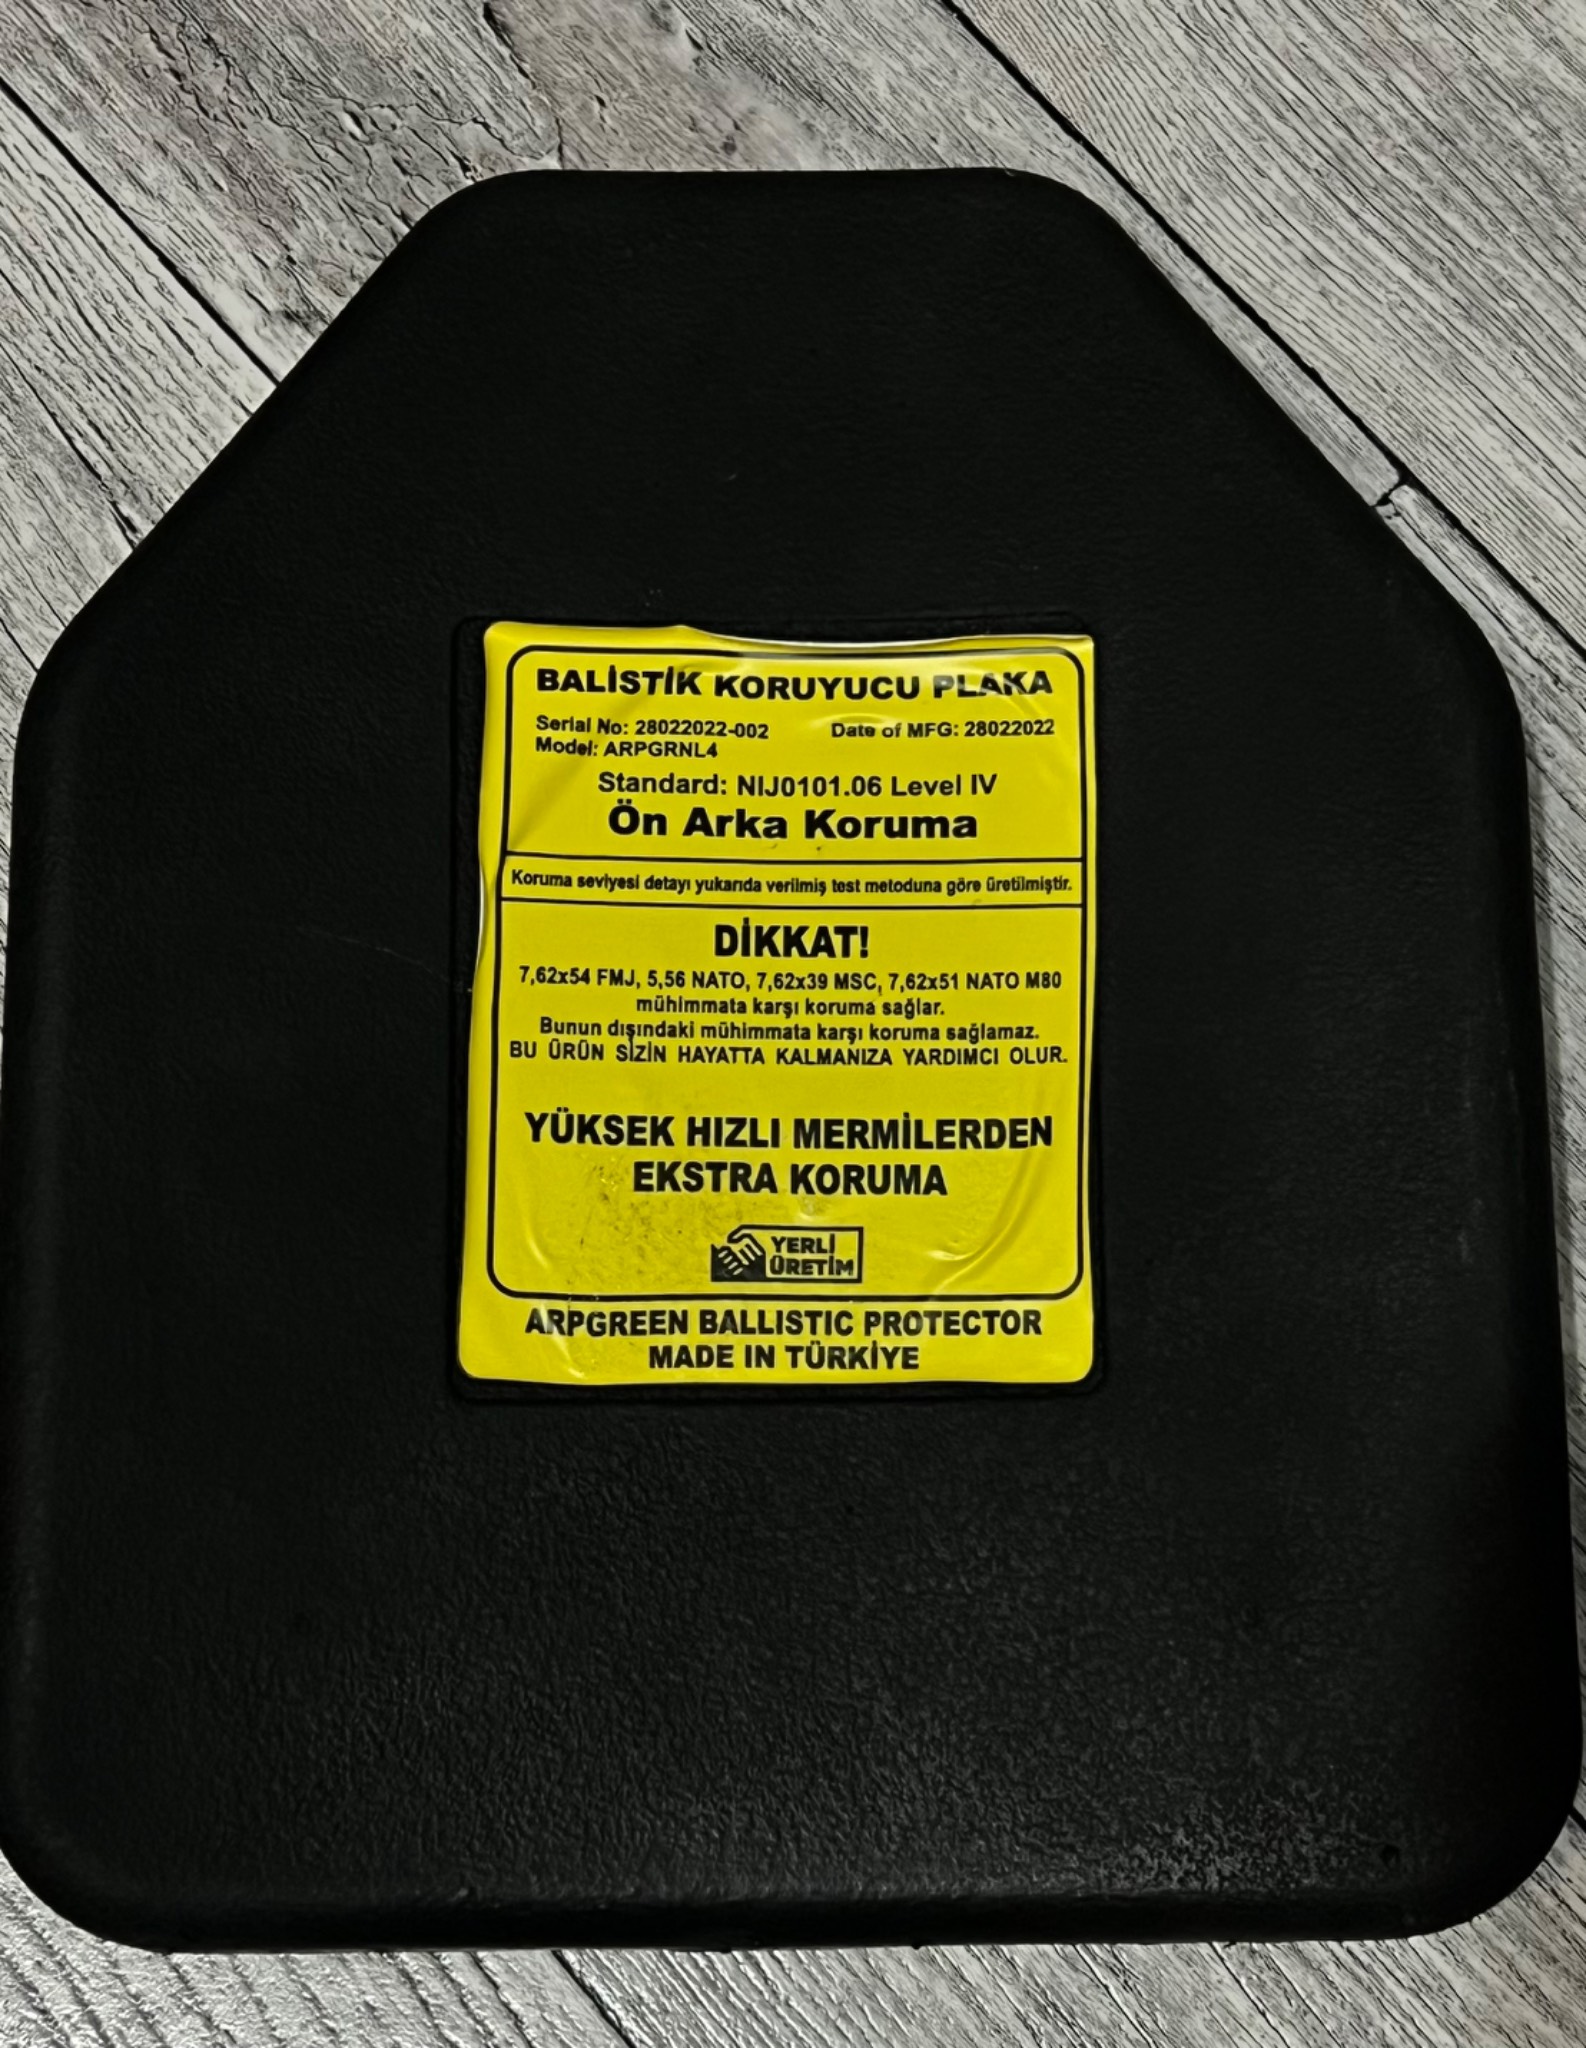 BALİSTİK KORUYUCU PLAKA
Serial No: 28022022-002 Date of MFG: 28022022
Model: ARPGRNL4
Standard: NIJ0101.06 Level IV
Ön Arka Koruma
Koruma seviyesi detayı yukarıda verilmiş test metoduna göre üretilmiştir.
DİKKAT!
7,62x54 FMJ, 5,56 NATO, 7,62x39 MSC, 7,62x51 NATO M80
mühimmata karşı koruma sağlar.
Bunun dışındaki mühimmata karşı koruma sağlamaz.
BU ÜRÜN SİZİN HAYATTA KALMANIZA YARDIMCI OLUR.
YÜKSEK HIZLI MERMİLERDEN
EKSTRA KORUMA
YERLİ
ÜRETİM
ARPGREEN BALLISTIC PROTECTOR
MADE IN TÜRKİYE